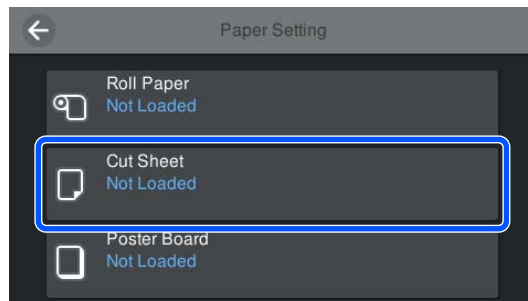 Paper Setting
Roll Paper
Not Loaded
Cut Sheet
Not Loaded
Poster Board
Not Loaded